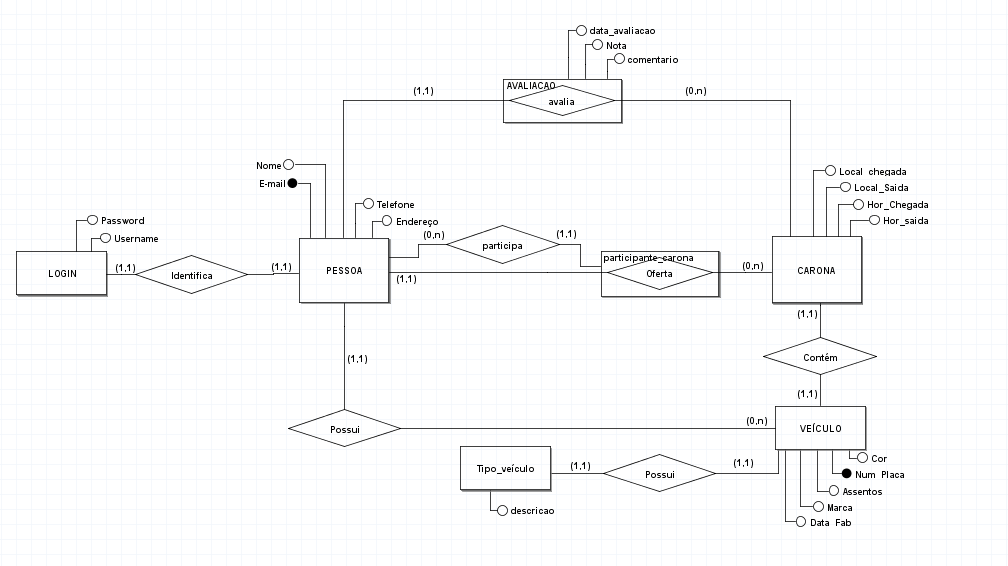 data_avaliacao
Nota
comentario
AVALIACAO
avalia
(1,1)
(0,n)
Nome
E-mail
Telefone
Endereço
Local chegada
Local_Saida
Hor_Chegada
Hor_saida
Password
Username
LOGIN
(1,1)
Identifica
(1,1)
PESSOA
(0,n)
participa
(1,1)
(1,1)
participante_carona
Oferta
(0,n)
CARONA
(1,1)
Contém
(1,1)
(1,1)
Possui
(0,n)
VEÍCULO
Tipo_veículo
(1,1)
Possui
(1,1)
descricao
Cor
Num Placa
Assentos
Marca
Data Fab